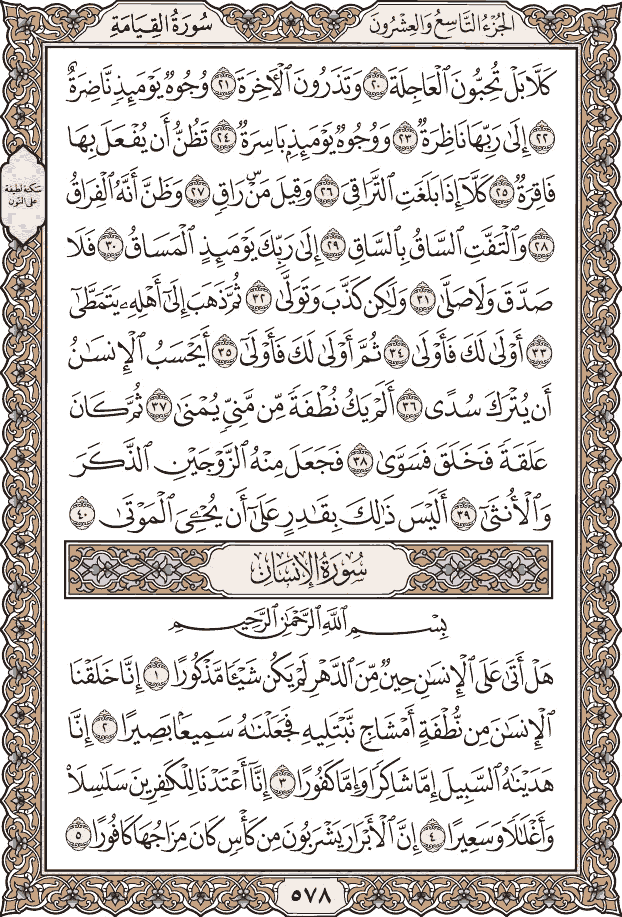 الجُزْءُ التَّاسِعُ وَالعِشْرُونَ
سُورَةُ القِيَامَةِ
كَلَّا بَلْ تُحِبُّونَ ٱلْعَاجِلَةَ ٢٠ وَتَذَرُونَ ٱلْأَخِرَةَ ٢١ وُجُوهٌ يَوْمَئِذٍ نَّاضِرَةٌ
٢٢ إِلَىٰ رَبِّهَا نَاظِرَةٌ ٢٣ وَوُجُوهٌ يَوْمَئِذٍۭ بَاسِرَةٌ ٢٤ تَظُنُّ أَن يُفْعَلَ بِهَا
فَاقِرَةٌ ٢٥ كَلَّا إِذَا بَلَغَتِ ٱلتَّرَاقِيَ ٢٦ وَقِيلَ مَنْۜ رَاقٍ ٢٧ وَظَنَّ أَنَّهُ ٱلْفِرَاقُ
٢٨ وَٱلْتَفَّتِ ٱلسَّاقُ بِٱلسَّاقِ ٢٩ إِلَىٰ رَبِّكَ يَوْمَئِذٍ ٱلْمَسَاقُ ٣٠ فَلَا
صَدَّقَ وَلَا صَلَّىٰ ٣١ وَلَٰكِن كَذَّبَ وَتَوَلَّىٰ ٣٢ ثُمَّ ذَهَبَ إِلَىٰٓ أَهْلِهِۦ يَتَمَطَّىٰٓ
٣٣ أَوْلَىٰ لَكَ فَأَوْلَىٰ ٣٤ ثُمَّ أَوْلَىٰ لَكَ فَأَوْلَىٰٓ ٣٥ أَيَحْسَبُ ٱلْإِنسَٰنُ
أَن يُتْرَكَ سُدًى ٣٦ أَلَمْ يَكُ نُطْفَةً مِّن مَّنِيٍّ يُمْنَىٰ ٣٧ ثُمَّ كَانَ
عَلَقَةً فَخَلَقَ فَسَوَّىٰ ٣٨ فَجَعَلَ مِنْهُ ٱلزَّوْجَيْنِ ٱلذَّكَرَ
وَٱلْأُنثَىٰٓ ٣٩ أَلَيْسَ ذَٰلِكَ بِقَٰدِرٍ عَلَىٰٓ أَن يُحْـِۧيَ ٱلْمَوْتَىٰ ٤٠
سُورَةُ الإِنسَانِ
بِسْمِ ٱللَّهِ ٱلرَّحْمَٰنِ ٱلرَّحِيمِ
هَلْ أَتَىٰ عَلَى ٱلْإِنسَٰنِ حِينٌ مِّنَ ٱلدَّهْرِ لَمْ يَكُن شَيْـًٔا مَّذْكُورًا ١ إِنَّا خَلَقْنَا
ٱلْإِنسَٰنَ مِن نُّطْفَةٍ أَمْشَاجٍ نَّبْتَلِيهِ فَجَعَلْنَٰهُ سَمِيعًۢا بَصِيرًا ٢ إِنَّا
هَدَيْنَٰهُ ٱلسَّبِيلَ إِمَّا شَاكِرًا وَإِمَّا كَفُورًا ٣ إِنَّآ أَعْتَدْنَا لِلْكَٰفِرِينَ سَلَٰسِلَا۟
وَأَغْلَٰلًا وَسَعِيرًا ٤ إِنَّ ٱلْأَبْرَارَ يَشْرَبُونَ مِن كَأْسٍ كَانَ مِزَاجُهَا كَافُورًا ٥
سكتة لطيفة
على النون
٥٧٨